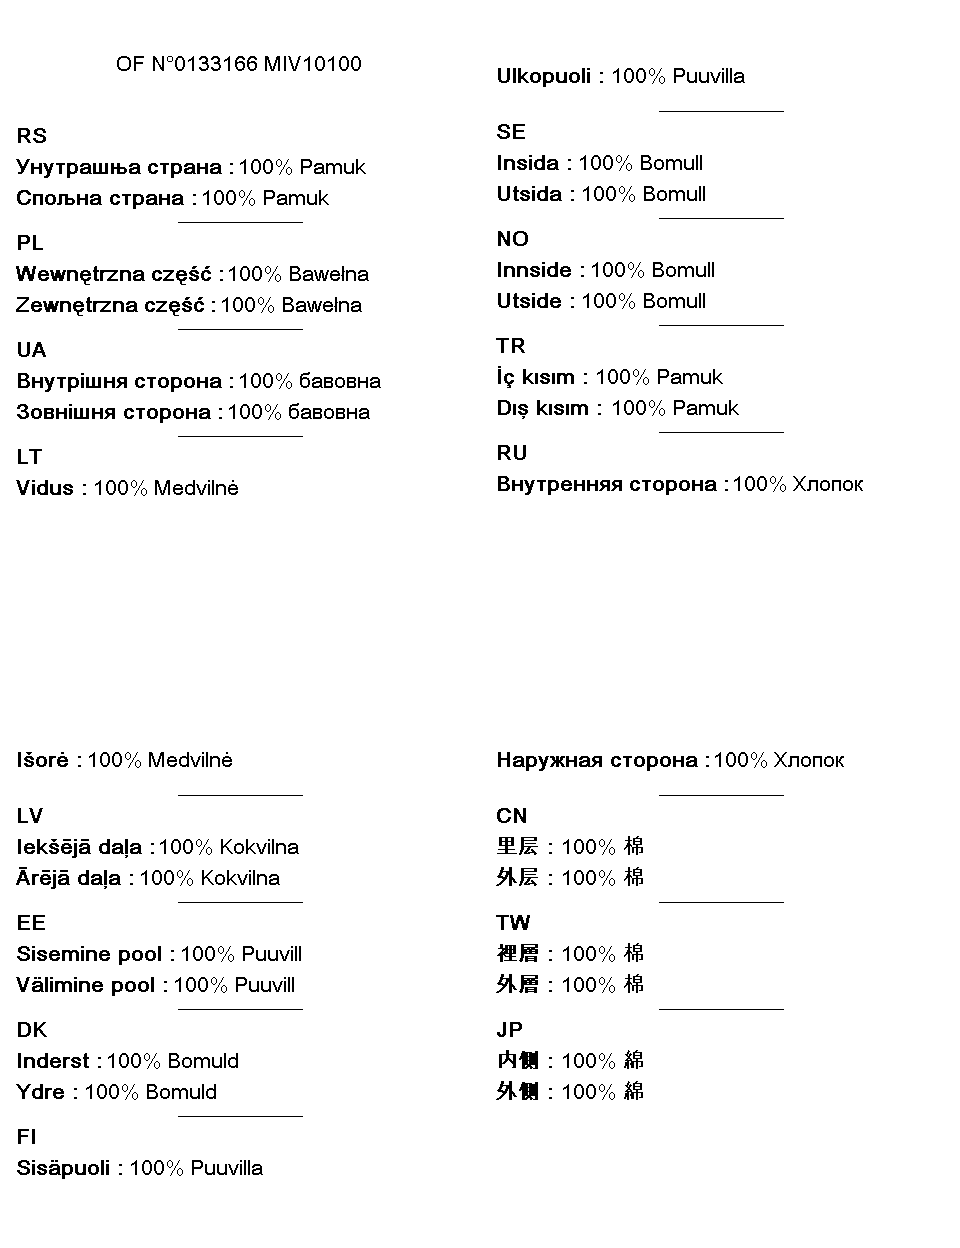 OF N°0133166 MIV10100
RS
Унутрашња страна : 100% Pamuk
Спољна страна : 100% Pamuk
PL
Wewnętrzna część : 100% Bawełna
Zewnętrzna część : 100% Bawełna
UA
Внутрішня сторона : 100% бавовна
Зовнішня сторона : 100% бавовна
LT
Vidus : 100% Medvilnė
Išorė : 100% Medvilnė
LV
Iekšējā daļa : 100% Kokvilna
Ārējā daļa : 100% Kokvilna
EE
Sisemine pool : 100% Puuvill
Välimine pool : 100% Puuvill
DK
Inderst : 100% Bomuld
Ydre : 100% Bomuld
FI
Sisäpuoli : 100% Puuvilla
Ulkopuoli : 100% Puuvilla
SE
Insida : 100% Bomull
Utsida : 100% Bomull
NO
Innside : 100% Bomull
Utside : 100% Bomull
TR
İç kısım : 100% Pamuk
Dış kısım : 100% Pamuk
RU
Внутренняя сторона : 100% Хлопок
Наружная сторона : 100% Хлопок
CN
里层 : 100% 棉
外层 : 100% 棉
TW
裡層 : 100% 棉
外層 : 100% 棉
JP
内側 : 100% 綿
外側 : 100% 綿